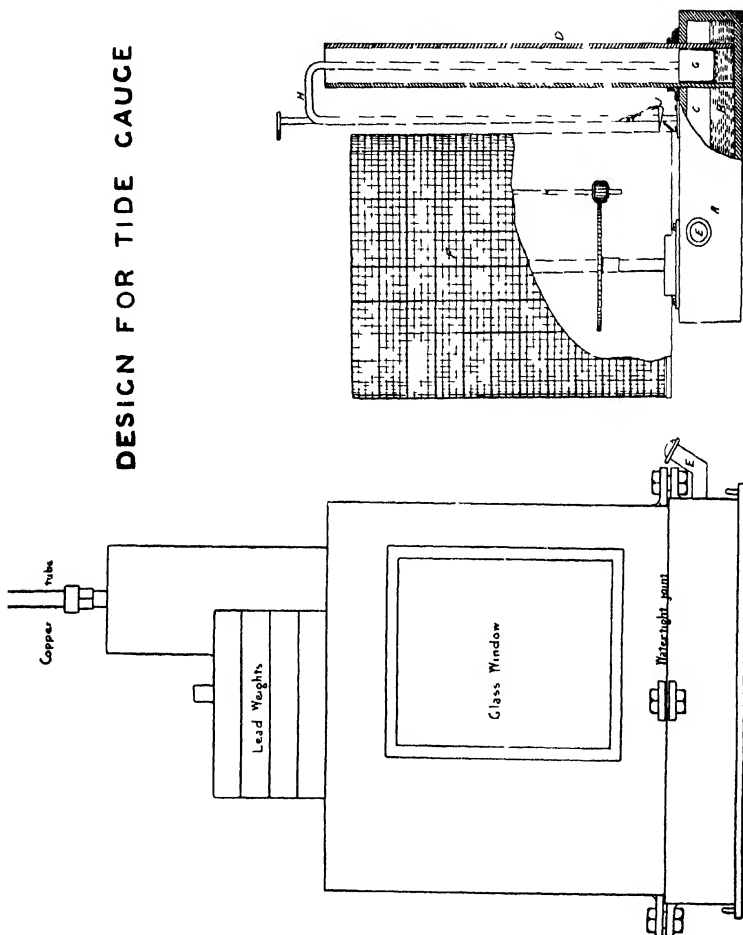 DESIGN FOR TIDE GAUGE
Copper tube
Lead Weights
Glass Window
Watertight joint
E
H
D
F
K
J
G
C
B
E
A